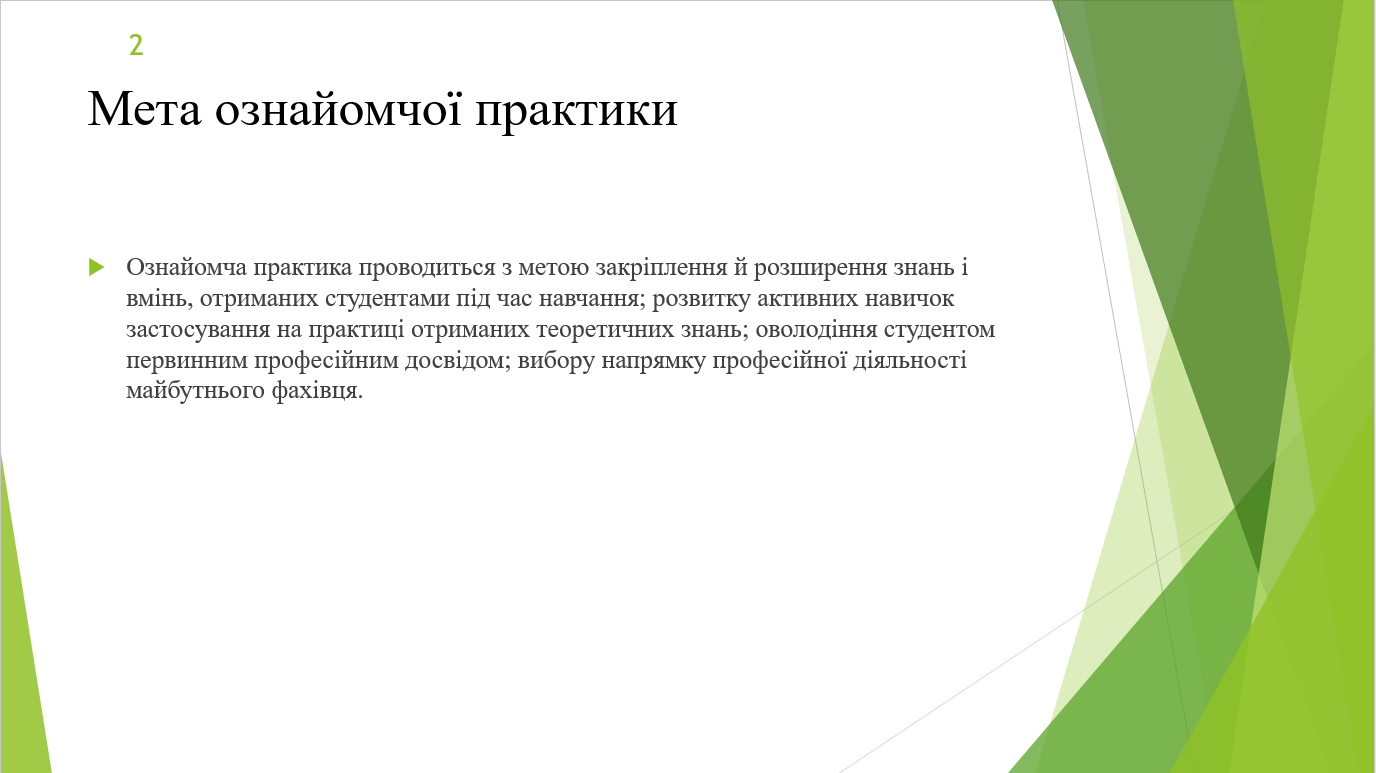 2
Мета ознайомчої практики
Ознайомча практика проводиться з метою закріплення й розширення знань і
вмінь, отриманих студентами під час навчання; розвитку активних навичок
застосування на практиці отриманих теоретичних знань; оволодіння студентом
первинним професійним досвідом; вибору напрямку професійної діяльності
майбутнього фахівця.